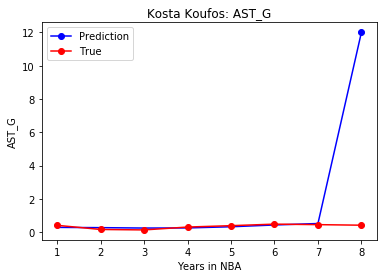 Kosta Koufos: AST_G
Prediction
True
12
10
8
6
4
2
0
AST_G
1 2 3 4 5 6 7 8
Years in NBA